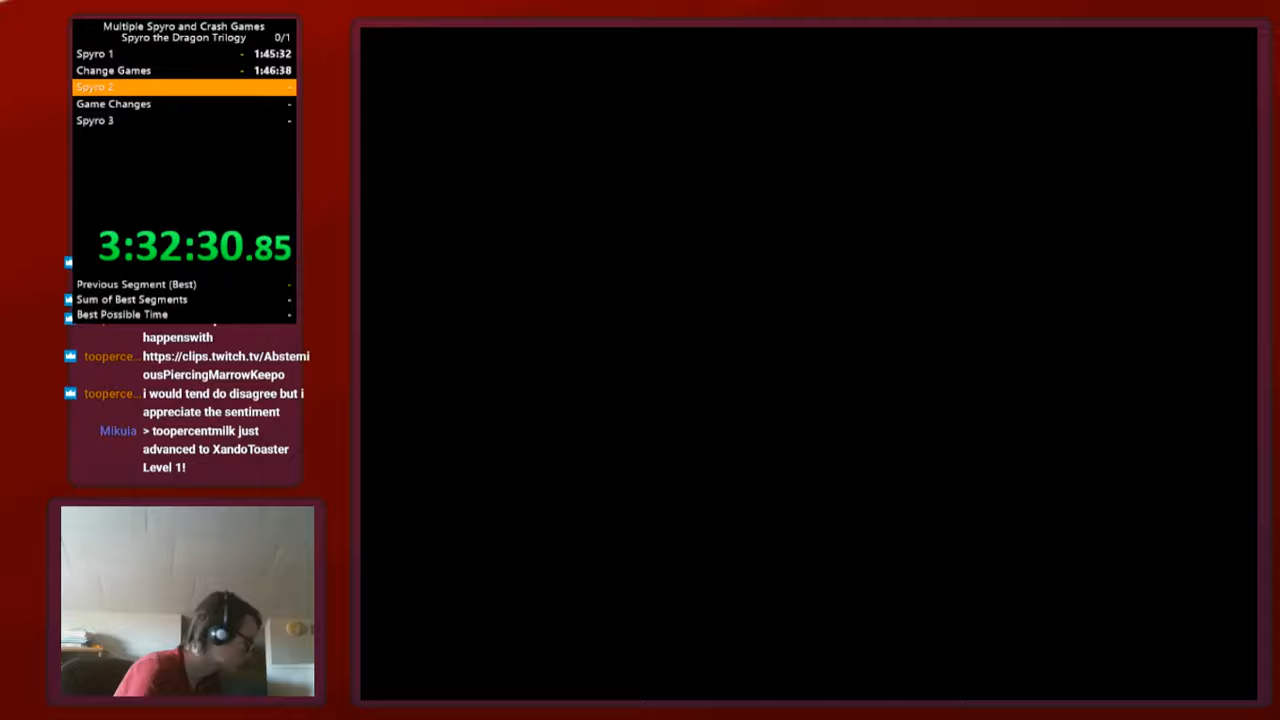 Multiple Spyro and Crash Games
Spyro the Dragon Trilogy 0/1
Spyro 1 - 1:45:32
Change Games - 1:46:38
Spyro 2 -
Game Changes -
Spyro 3 -
3:32:30.85
Previous Segment (Best) -
Sum of Best Segments -
Best Possible Time -
happenswith
tooperce... https://clips.twitch.tv/Abstemi
ousPiercingMarrowKeepo
tooperce... i would tend do disagree but i
appreciate the sentiment
Mikuia > toopercentmilk just
advanced to XandoToaster
Level 1!